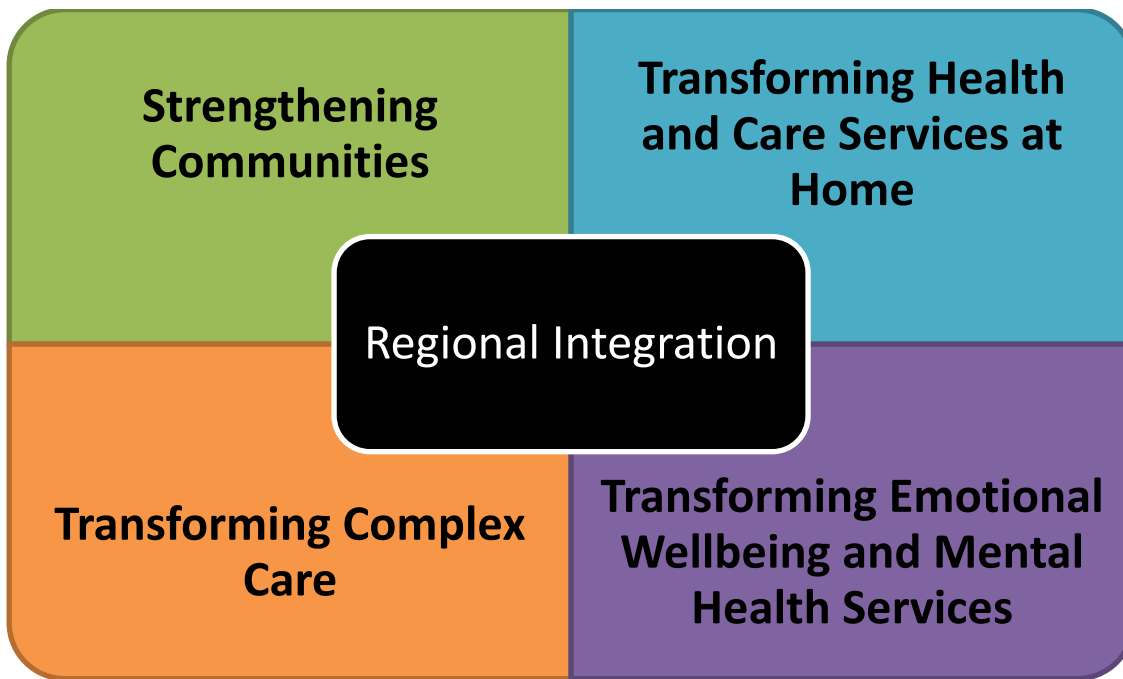 Strengthening
Communities
Transforming Health
and Care Services at
Home
Regional Integration
Transforming Complex
Care
Transforming Emotional
Wellbeing and Mental
Health Services